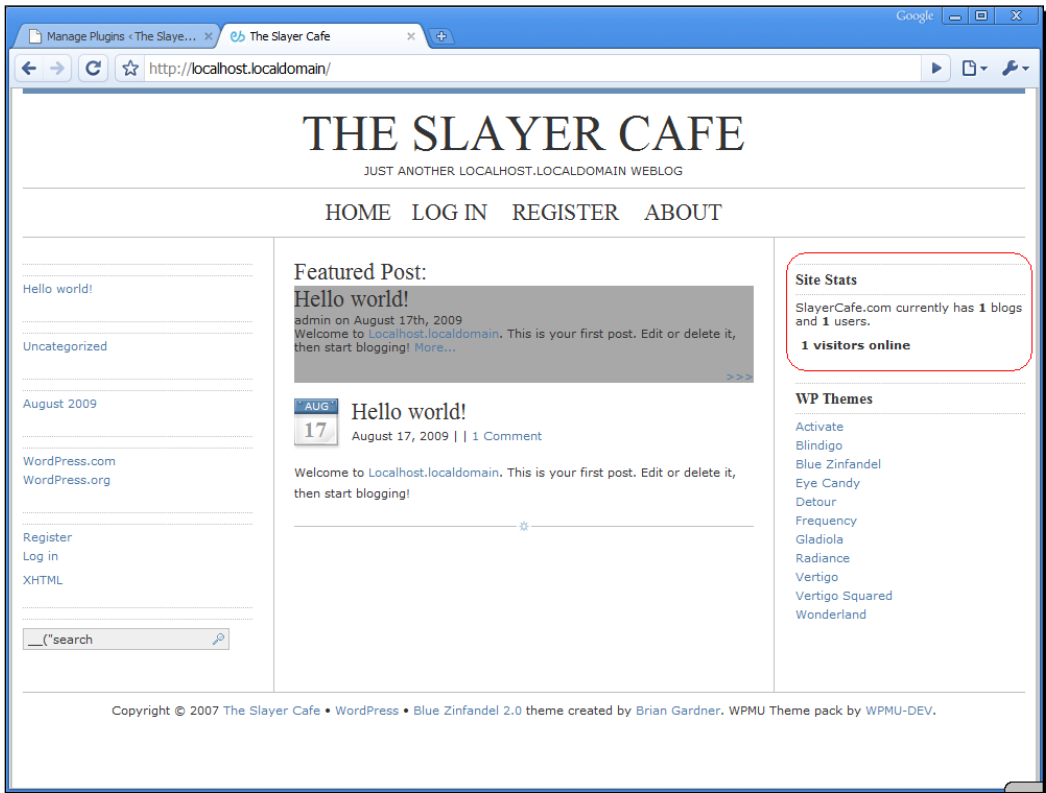 Google
Manage Plugins ‹ The Slaye...
The Slayer Cafe
http://localhost.localdomain/
THE SLAYER CAFE
JUST ANOTHER LOCALHOST.LOCALDOMAIN WEBLOG
HOME LOG IN REGISTER ABOUT
Hello world!
Uncategorized
August 2009
WordPress.com
WordPress.org
Register
Log in
XHTML
__("search
Featured Post:
Hello world!
admin on August 17th, 2009
Welcome to Localhost.localdomain. This is your first post. Edit or delete it,
then start blogging! More...
>>>
AUG
17
Hello world!
August 17, 2009 | | 1 Comment
Welcome to Localhost.localdomain. This is your first post. Edit or delete it,
then start blogging!
Site Stats
SlayerCafe.com currently has 1 blogs
and 1 users.
1 visitors online
WP Themes
Activate
Blindigo
Blue Zinfandel
Eye Candy
Detour
Frequency
Gladiola
Radiance
Vertigo
Vertigo Squared
Wonderland
Copyright © 2007 The Slayer Cafe • WordPress • Blue Zinfandel 2.0 theme created by Brian Gardner. WPMU Theme pack by WPMU-DEV.